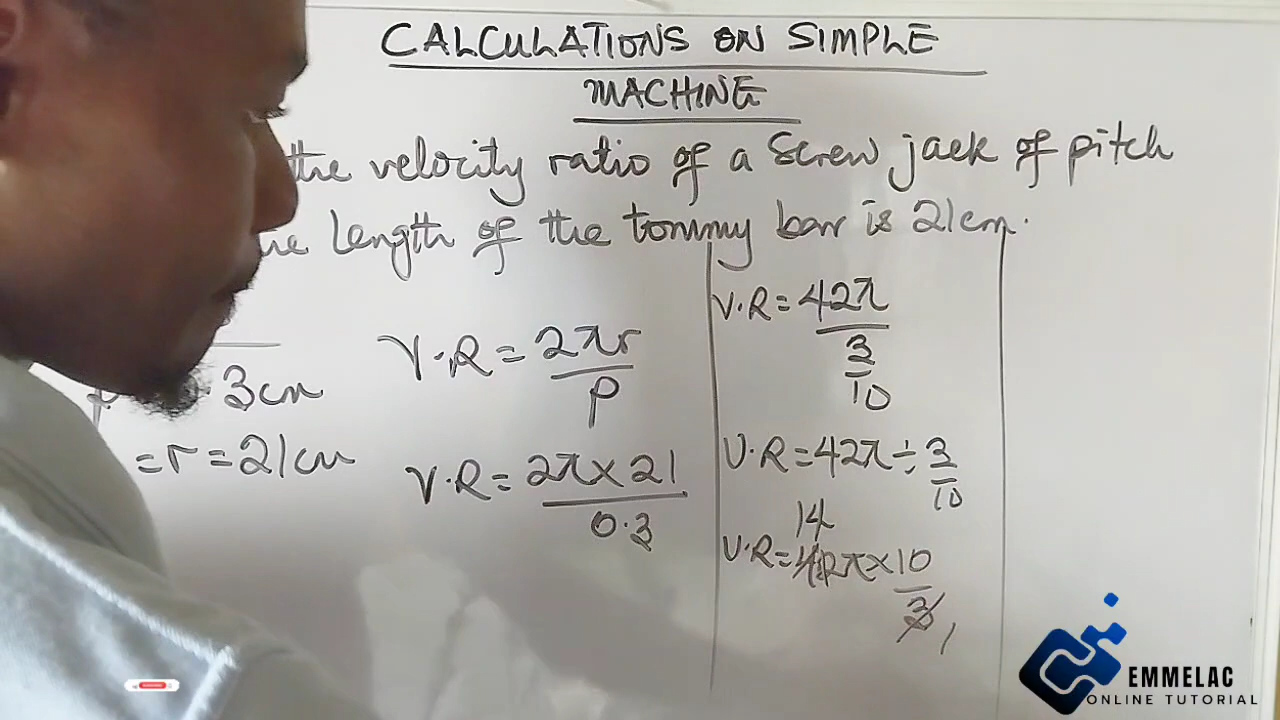 CALCULATIONS ON SIMPLE
MACHINE
the velocity ratio of a Screw jack of pitch
length of the tommy bar is 21cm.
3cm
=r=21cm
V.R=2πr/P
V.R=2π×21/0.3
V.R=42π/3/10
V.R=42π÷3/10
14
V.R=42π×10/3
1
EMMELAC
ONLINE TUTORIAL